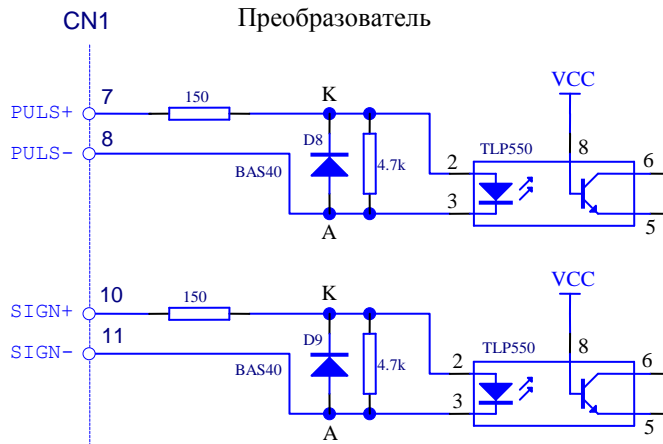 CN1 Преобразователь
7 150 K VCC
PULS+
8 D8 8 TLP550
PULS- BAS40 4.7k 2 6
3 5
A
10 150 K VCC
SIGN+
11 D9 8 TLP550
SIGN- BAS40 4.7k 2 6
3 5
A